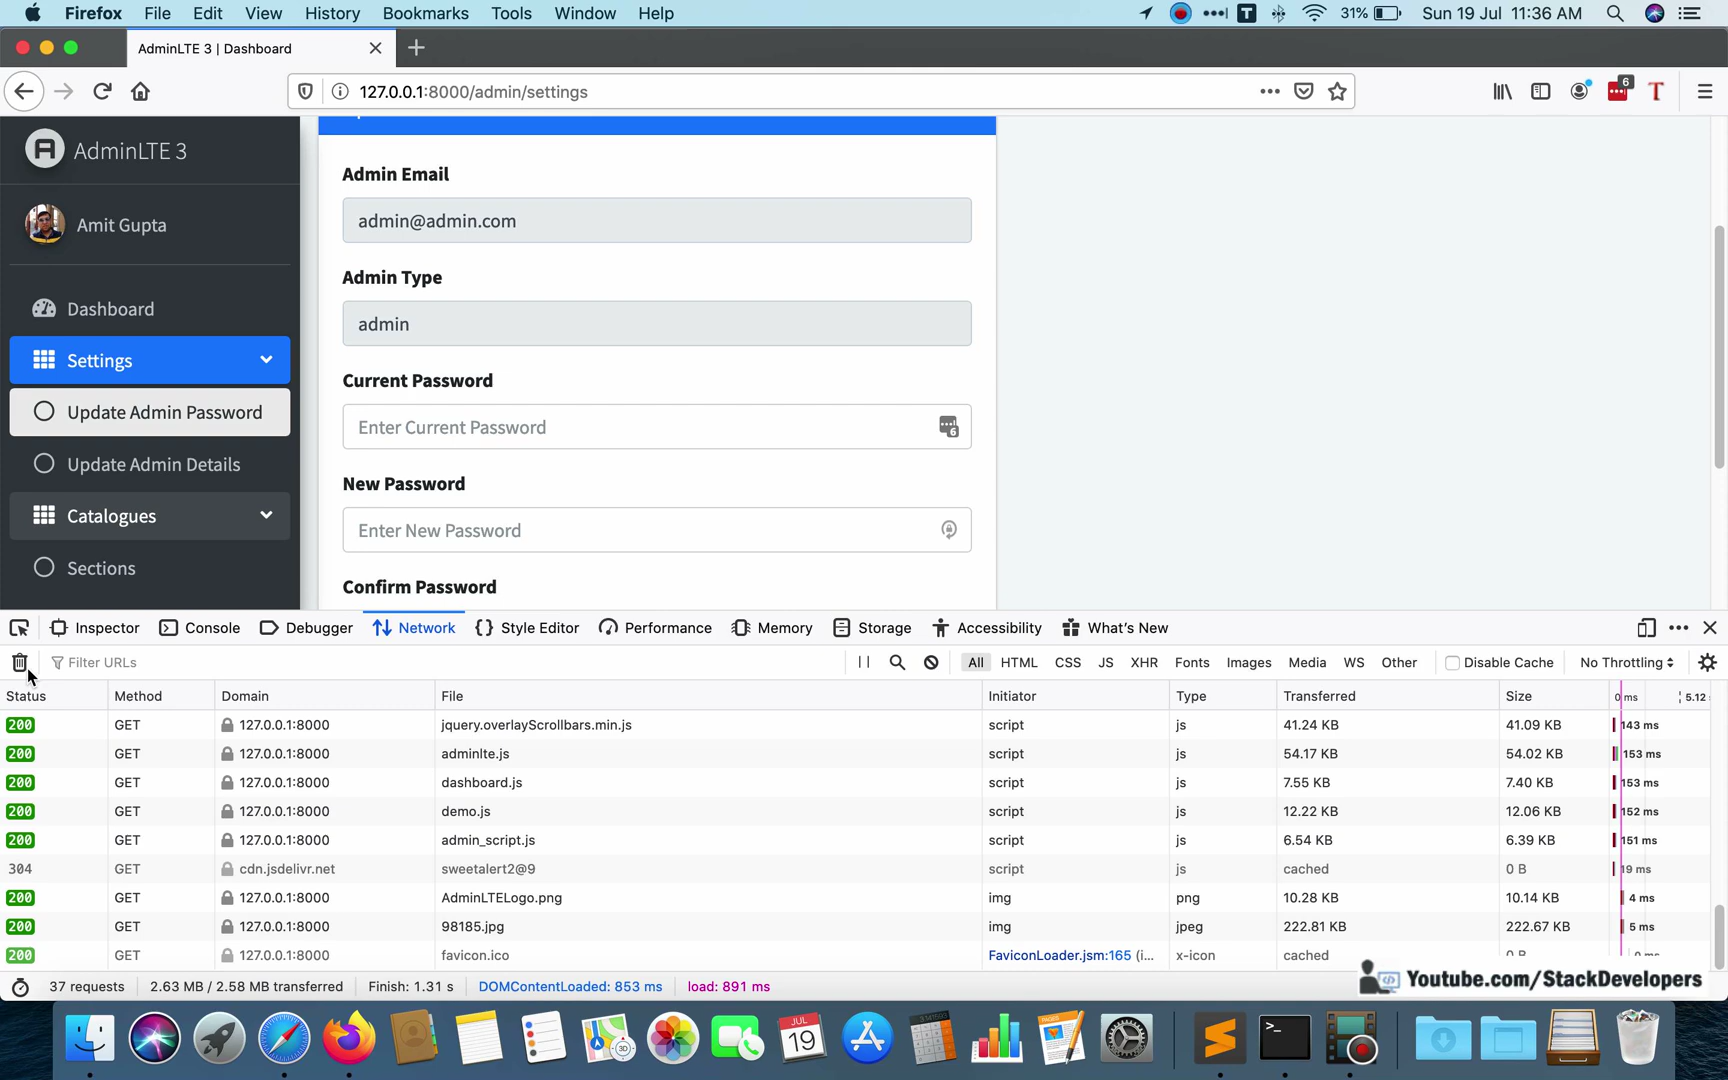 Firefox File Edit View History Bookmarks Tools Window Help 31% Sun 19 Jul 11:36 AM
AdminLTE 3 | Dashboard
127.0.0.1:8000/admin/settings
6
AdminLTE 3
Amit Gupta
Dashboard
Settings
Update Admin Password
Update Admin Details
Catalogues
Sections
Admin Email
admin@admin.com
Admin Type
admin
Current Password
Enter Current Password
New Password
Enter New Password
Confirm Password
Inspector Console Debugger Network Style Editor Performance Memory Storage Accessibility What's New
Filter URLs All HTML CSS JS XHR Fonts Images Media WS Other Disable Cache No Throttling
Status Method Domain File Initiator Type Transferred Size 0 ms 5.12
200 GET 127.0.0.1:8000 jquery.overlayScrollbars.min.js script js 41.24 KB 41.09 KB 143 ms
200 GET 127.0.0.1:8000 adminlte.js script js 54.17 KB 54.02 KB 153 ms
200 GET 127.0.0.1:8000 dashboard.js script js 7.55 KB 7.40 KB 153 ms
200 GET 127.0.0.1:8000 demo.js script js 12.22 KB 12.06 KB 152 ms
200 GET 127.0.0.1:8000 admin_script.js script js 6.54 KB 6.39 KB 151 ms
304 GET cdn.jsdelivr.net sweetalert2@9 script js cached 0 B 19 ms
200 GET 127.0.0.1:8000 AdminLTELogo.png img png 10.28 KB 10.14 KB 4 ms
200 GET 127.0.0.1:8000 98185.jpg img jpeg 222.81 KB 222.67 KB 5 ms
200 GET 127.0.0.1:8000 favicon.ico FaviconLoader.jsm:165 (i... x-icon cached 0 B 0 ms
37 requests 2.63 MB / 2.58 MB transferred Finish: 1.31 s DOMContentLoaded: 853 ms load: 891 ms
Youtube.com/StackDevelopers
JUL
19